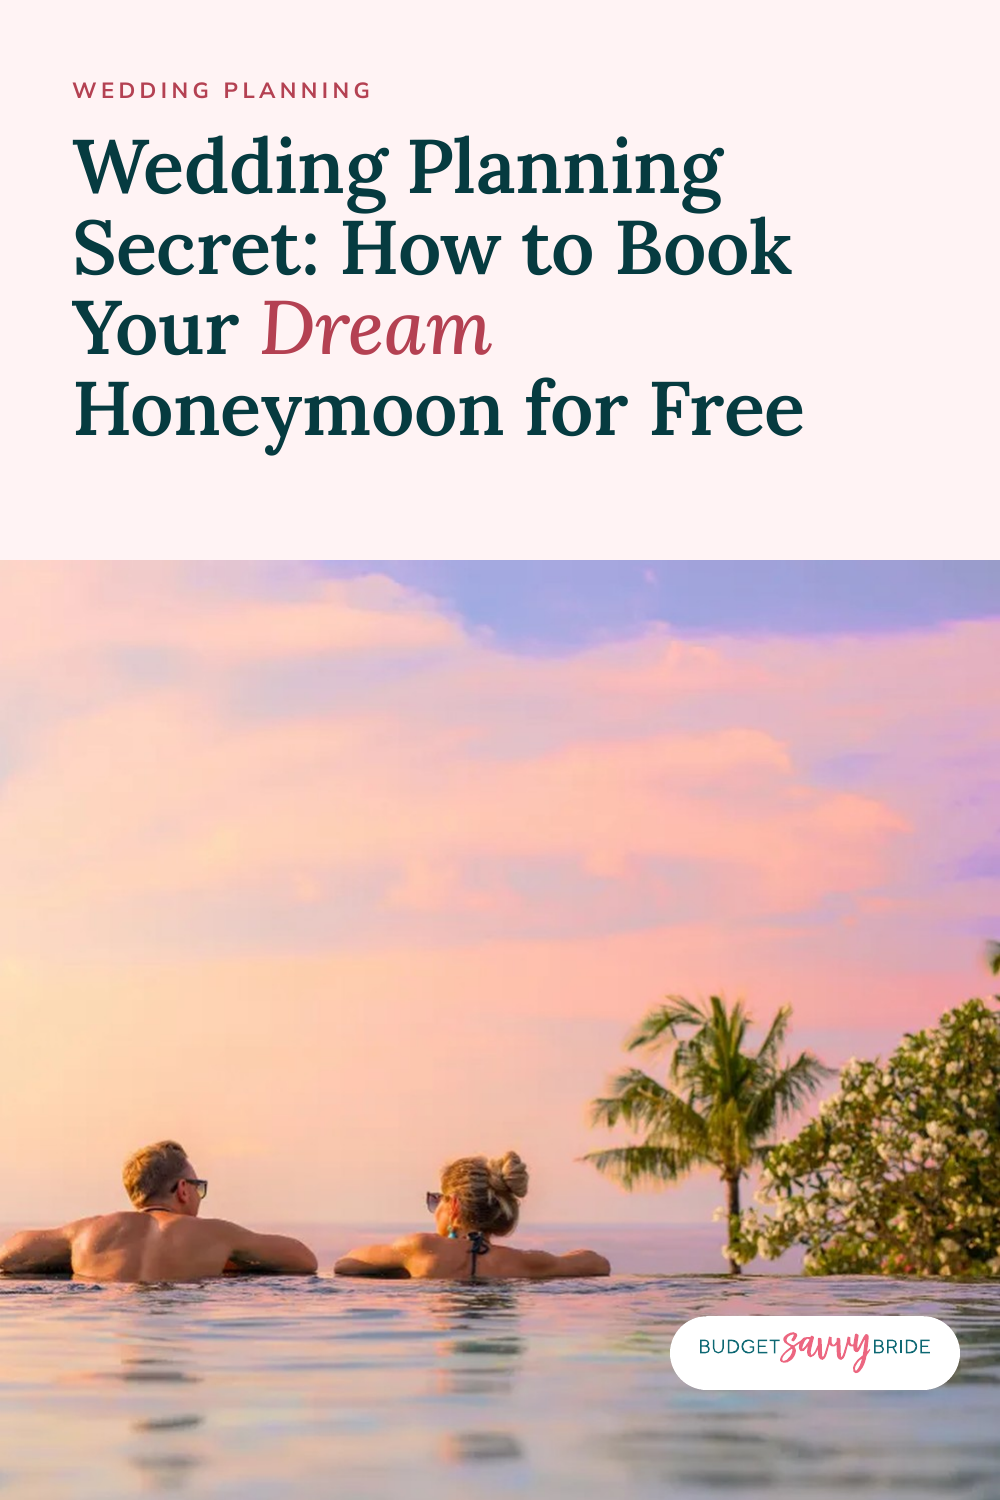 WEDDING PLANNING
Wedding Planning
Secret: How to Book
Your Dream
Honeymoon for Free
BUDGET savvy BRIDE